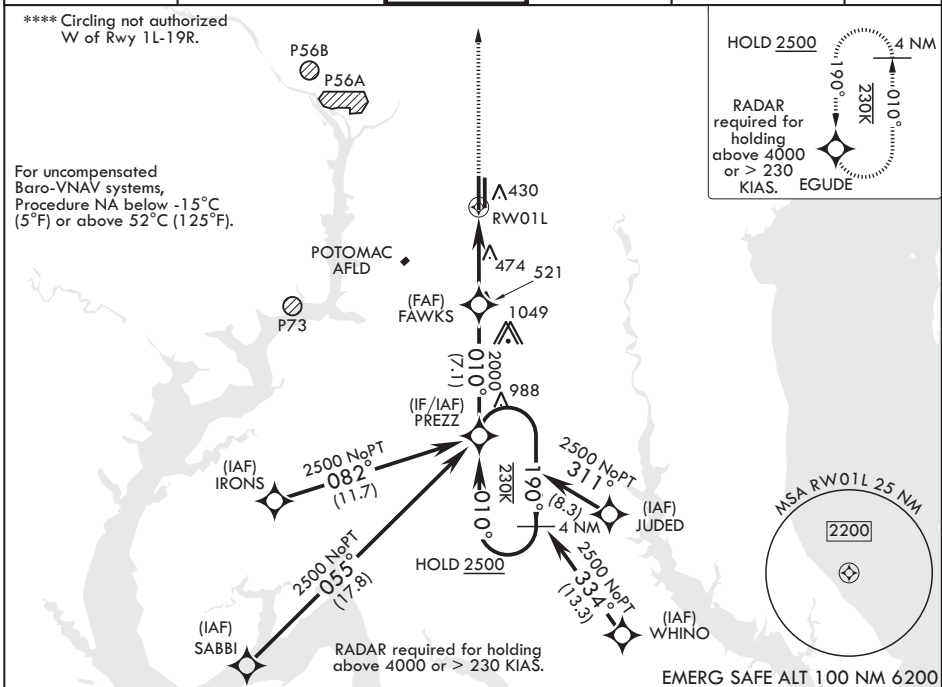 **** Circling not authorized
W of Rwy 1L-19R.
P56B
P56A
HOLD 2500
4 NM
190°
230K
010°
RADAR
required for
holding
above 4000
or > 230
KIAS.
EGUDE
For uncompensated
Baro-VNAV systems,
Procedure NA below -15°C
(5°F) or above 52°C (125°F).
430
RW01L
POTOMAC
AFLD
474
521
(FAF)
FAWKS
P73
1049
2000
010°
(7.1)
988
(IF/IAF)
PREZZ
2500 NoPT
082°
(11.7)
(IAF)
IRONS
2500 NoPT
311°
(8.3)
(IAF)
JUDED
230K
190°
010°
4 NM
HOLD 2500
MSA RW01L 25 NM
2200
2500 NoPT
055°
(17.8)
2500 NoPT
334°
(13.3)
(IAF)
SABBI
(IAF)
WHINO
RADAR required for holding
above 4000 or > 230 KIAS.
EMERG SAFE ALT 100 NM 6200